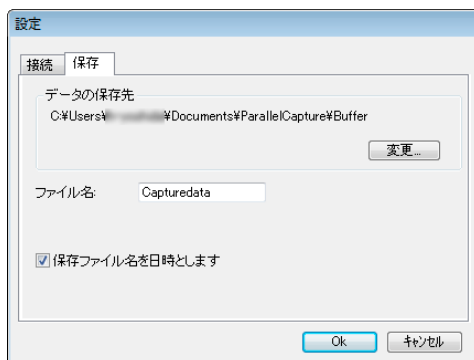 設定
接続 保存
データの保存先
C:¥Users¥ ¥Documents¥ParallelCapture¥Buffer
変更...
ファイル名: Capturedata
保存ファイル名を日時とします
Ok キャンセル